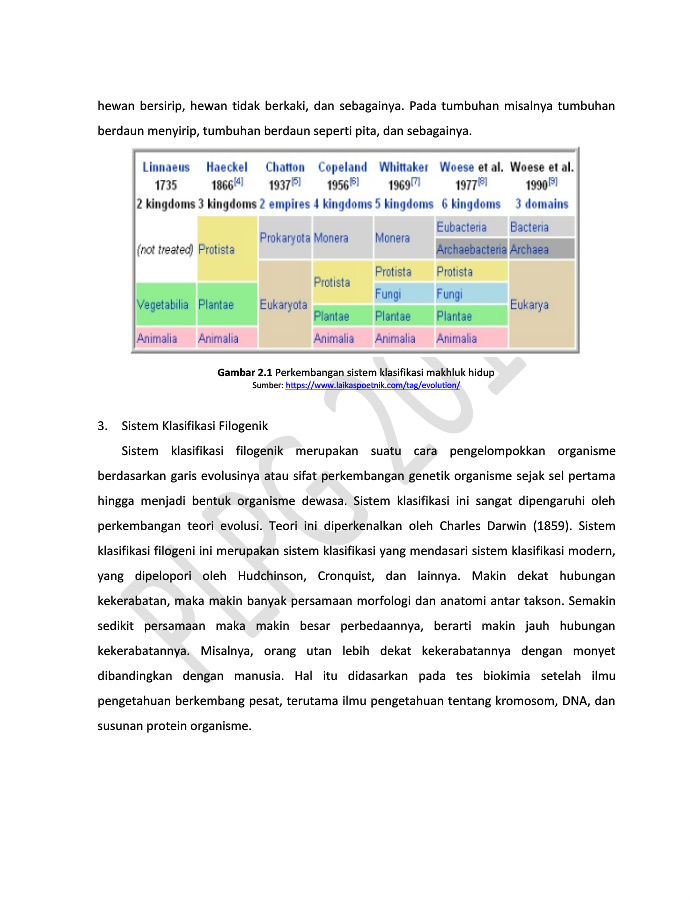 hewan bersirip, hewan tidak berkaki, dan sebagainya. Pada tumbuhan misalnya tumbuhan
berdaun menyirip, tumbuhan berdaun seperti pita, dan sebagainya.
Linnaeus Haeckel Chatton Copeland Whittaker Woese et al. Woese et al.
1735 1866[4] 1937[5] 1956[6] 1969[7] 1977[8] 1990[9]
2 kingdoms 3 kingdoms 2 empires 4 kingdoms 5 kingdoms 6 kingdoms 3 domains
(not treated) Protista Prokaryota Monera Monera Eubacteria Bacteria
Archaebacteria Archaea
Eukaryota Protista Protista Protista Eukarya
Fungi Fungi
Vegetabilia Plantae Plantae Plantae Plantae
Animalia Animalia Animalia Animalia Animalia
Gambar 2.1 Perkembangan sistem klasifikasi makhluk hidup
Sumber: https://www.laikaspoetnik.com/tag/evolution/
3. Sistem Klasifikasi Filogenik
Sistem klasifikasi filogenik merupakan suatu cara pengelompokkan organisme
berdasarkan garis evolusinya atau sifat perkembangan genetik organisme sejak sel pertama
hingga menjadi bentuk organisme dewasa. Sistem klasifikasi ini sangat dipengaruhi oleh
perkembangan teori evolusi. Teori ini diperkenalkan oleh Charles Darwin (1859). Sistem
klasifikasi filogeni ini merupakan sistem klasifikasi yang mendasari sistem klasifikasi modern,
yang dipelopori oleh Hudchinson, Cronquist, dan lainnya. Makin dekat hubungan
kekerabatan, maka makin banyak persamaan morfologi dan anatomi antar takson. Semakin
sedikit persamaan maka makin besar perbedaannya, berarti makin jauh hubungan
kekerabatannya. Misalnya, orang utan lebih dekat kekerabatannya dengan monyet
dibandingkan dengan manusia. Hal itu didasarkan pada tes biokimia setelah ilmu
pengetahuan berkembang pesat, terutama ilmu pengetahuan tentang kromosom, DNA, dan
susunan protein organisme.
PLPG